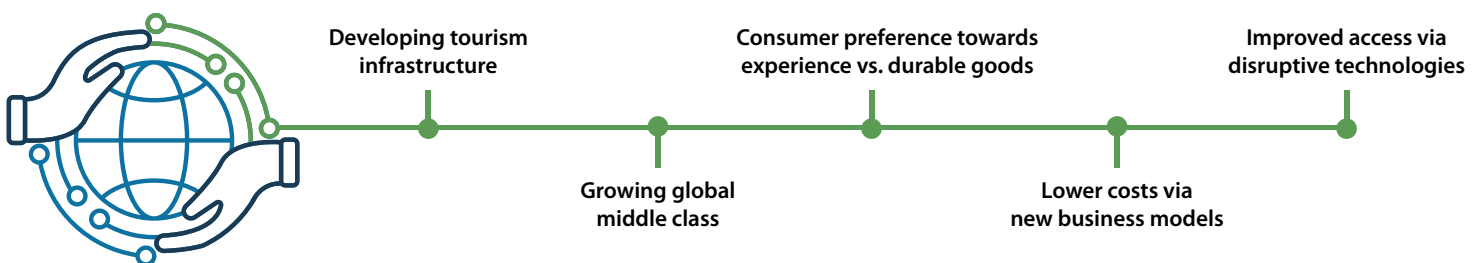 Developing tourism
infrastructure
Growing global
middle class
Consumer preference towards
experience vs. durable goods
Lower costs via
new business models
Improved access via
disruptive technologies